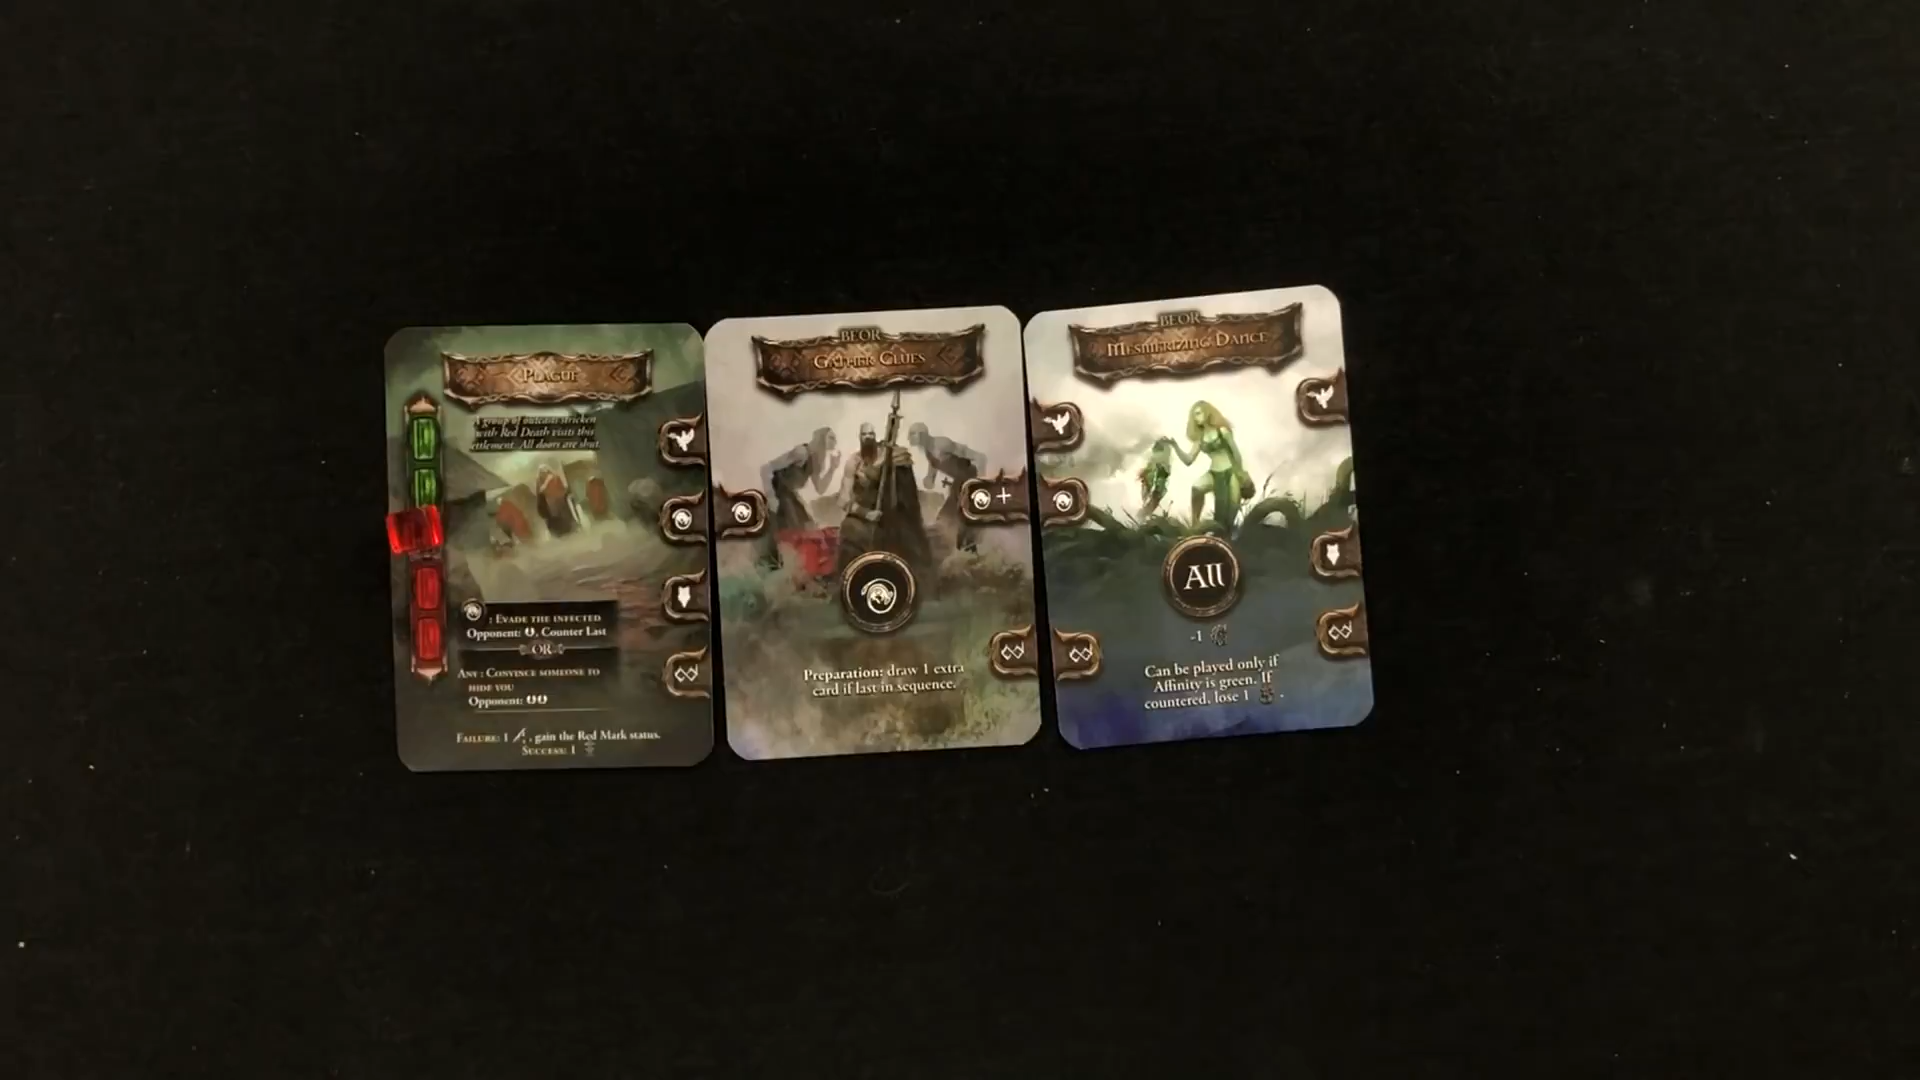 PLAGUE
A group of outcasts stricken
with Red Death visits this
settlement. All doors are shut.
: EVADE THE INFECTED
Opponent: , Counter Last
OR
ANY : CONVINCE SOMEONE TO
HIDE YOU
Opponent:
FAILURE: 1 , gain the Red Mark status.
SUCCESS: 1
BEOR
GATHER CLUES
+
Preparation: draw 1 extra
card if last in sequence.
BEOR
MESMERIZING DANCE
All
-1
Can be played only if
Affinity is green. If
countered, lose 1 .